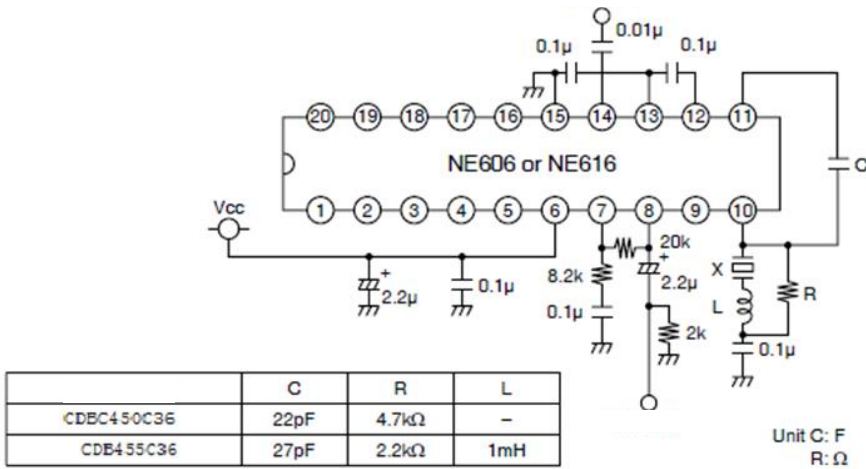 0.01μ
0.1μ
0.1μ
20 19 18 17 16 15 14 13 12 11
NE606 or NE616
C
1 2 3 4 5 6 7 8 9 10
Vcc
20k
+
2.2μ
0.1μ
8.2k
+
2.2μ
0.1μ
2k
X
L
R
0.1μ
C R L
CDBC450C36 22pF 4.7kΩ –
CDB455C36 27pF 2.2kΩ 1mH
Unit C: F
R: Ω